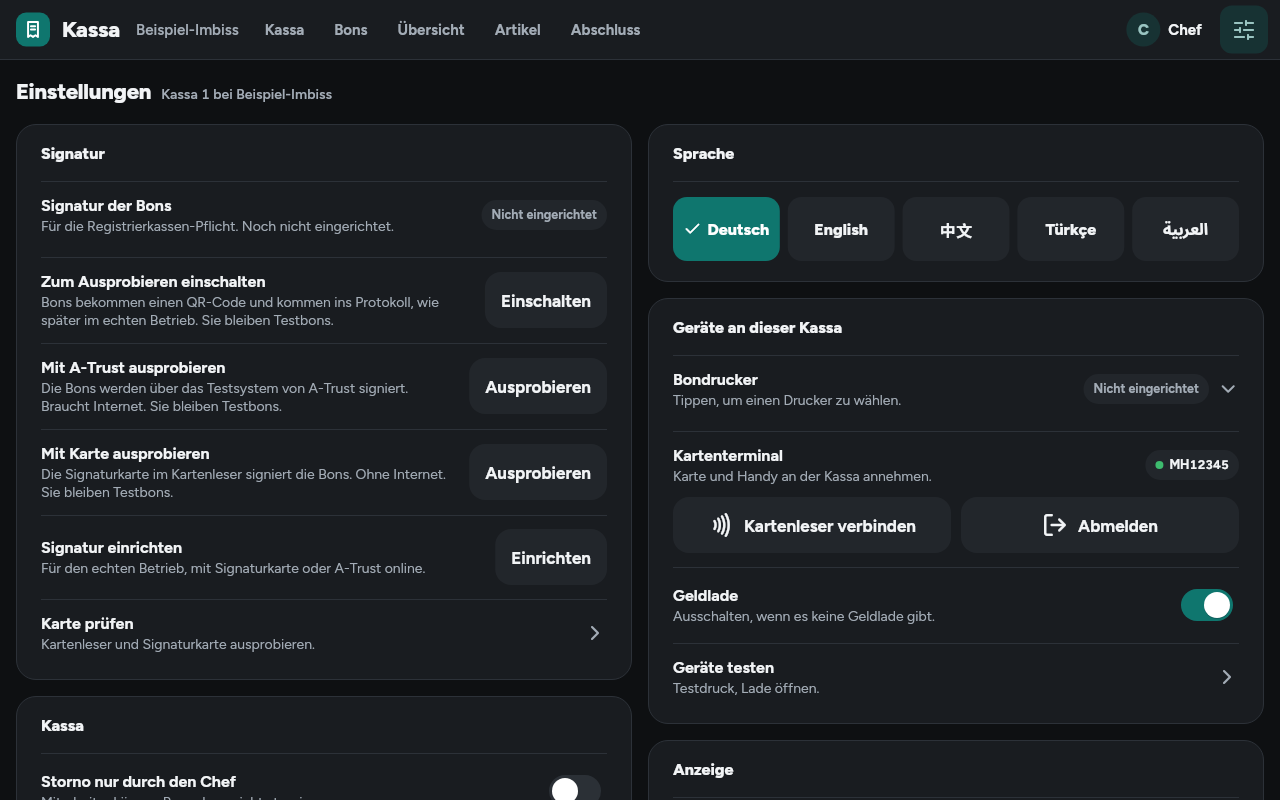 Kassa
Beispiel-Imbiss
Kassa
Bons
Übersicht
Artikel
Abschluss
C
Chef
Einstellungen
Kassa 1 bei Beispiel-Imbiss
Signatur
Signatur der Bons
Für die Registrierkassen-Pflicht. Noch nicht eingerichtet.
Nicht eingerichtet
Zum Ausprobieren einschalten
Bons bekommen einen QR-Code und kommen ins Protokoll, wie
später im echten Betrieb. Sie bleiben Testbons.
Einschalten
Mit A-Trust ausprobieren
Die Bons werden über das Testsystem von A-Trust signiert.
Braucht Internet. Sie bleiben Testbons.
Ausprobieren
Mit Karte ausprobieren
Die Signaturkarte im Kartenleser signiert die Bons. Ohne Internet.
Sie bleiben Testbons.
Ausprobieren
Signatur einrichten
Für den echten Betrieb, mit Signaturkarte oder A-Trust online.
Einrichten
Karte prüfen
Kartenleser und Signaturkarte ausprobieren.
Kassa
Storno nur durch den Chef
Sprache
Deutsch
English
中文
Türkçe
العربية
Geräte an dieser Kassa
Bondrucker
Tippen, um einen Drucker zu wählen.
Nicht eingerichtet
Kartenterminal
Karte und Handy an der Kassa annehmen.
MH12345
Kartenleser verbinden
Abmelden
Geldlade
Ausschalten, wenn es keine Geldlade gibt.
Geräte testen
Testdruck, Lade öffnen.
Anzeige